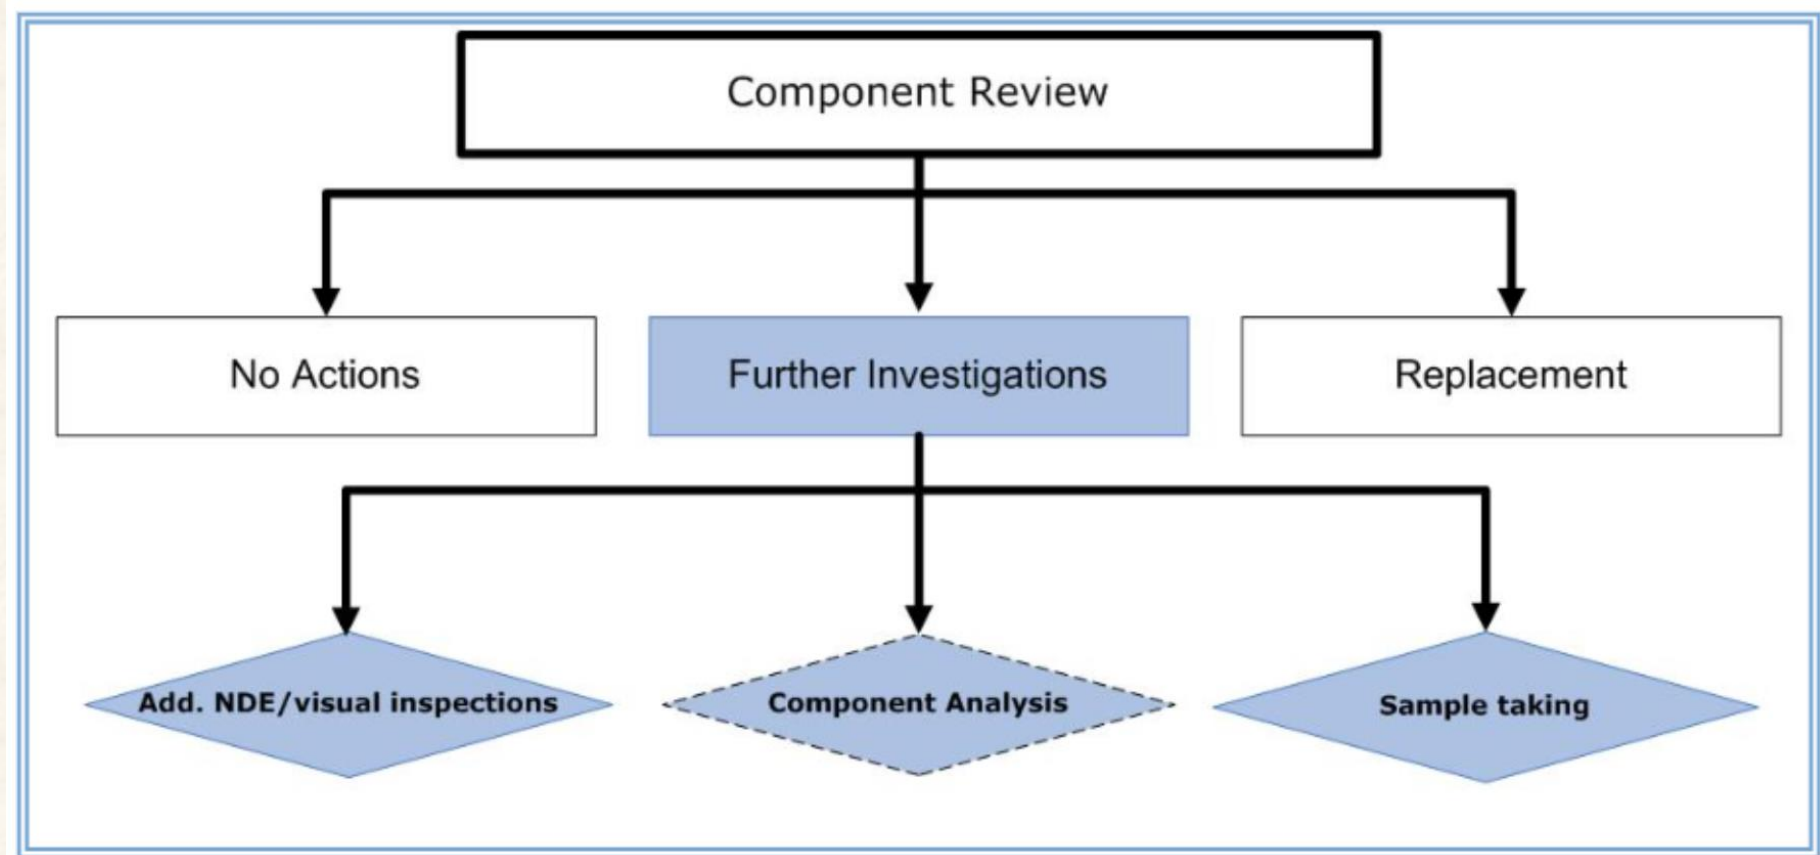 Component Review
No Actions
Further Investigations
Replacement
Add. NDE/visual inspections
Component Analysis
Sample taking